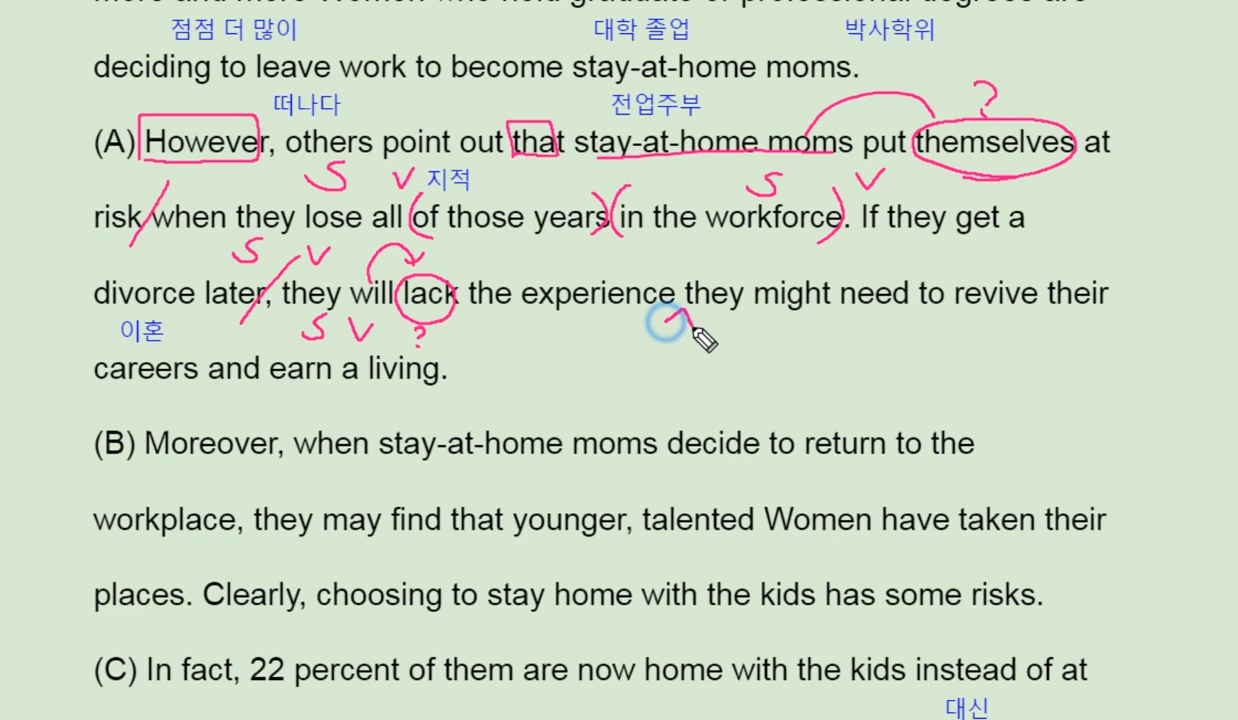 점점 더 많이 대학 졸업 박사학위
deciding to leave work to become stay-at-home moms.
떠나다 전업주부 ?
(A) However, others point out that stay-at-home moms put themselves at
S V 지적 S V
risk when they lose all of those years in the workforce. If they get a
S V
divorce later, they will lack the experience they might need to revive their
이혼 S V ?
careers and earn a living.
(B) Moreover, when stay-at-home moms decide to return to the
workplace, they may find that younger, talented Women have taken their
places. Clearly, choosing to stay home with the kids has some risks.
(C) In fact, 22 percent of them are now home with the kids instead of at
대신